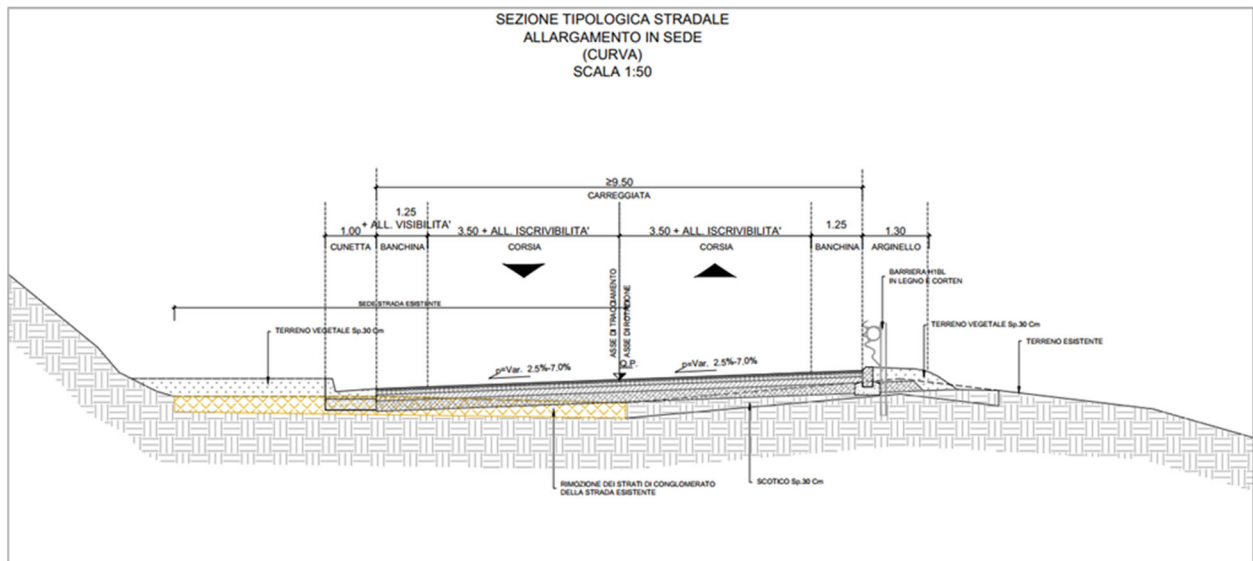 SEZIONE TIPOLOGICA STRADALE
ALLARGAMENTO IN SEDE
(CURVA)
SCALA 1:50
≥9.50
CARREGGIATA
1.00
CUNETTA
1.25
+ ALL. VISIBILITA'
BANCHINA
3.50 + ALL. ISCRIVIBILITA'
CORSIA
3.50 + ALL. ISCRIVIBILITA'
CORSIA
1.25
BANCHINA
1.30
ARGINELLO
SEDE STRADA ESISTENTE
ASSE DI TRACCIAMENTO
ASSE DI ROTAZIONE
BARRIERA H1BL
IN LEGNO E CORTEN
TERRENO VEGETALE Sp.30 Cm
TERRENO VEGETALE Sp.30 Cm
TERRENO ESISTENTE
p=Var. 2.5%-7,0%
Q.P.
p=Var. 2.5%-7,0%
RIMOZIONE DEI STRATI DI CONGLOMERATO
DELLA STRADA ESISTENTE
SCOTICO Sp.30 Cm